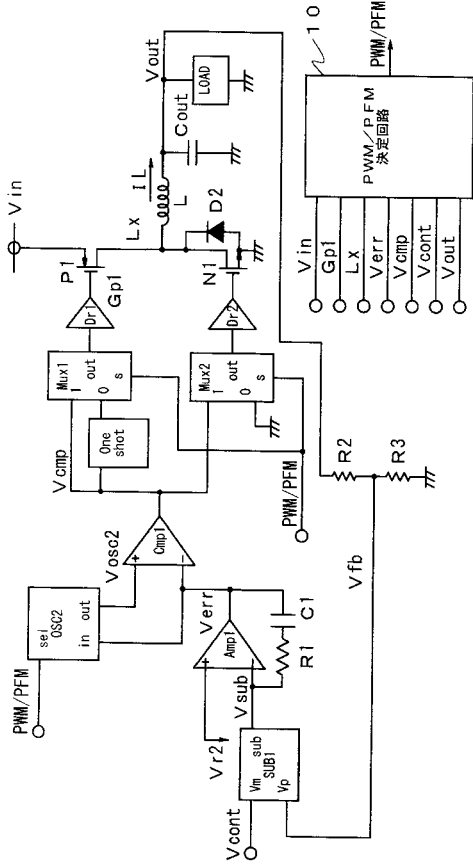 PWM/PFM
sel
OSC2
in out
Vosc2
Vcont
Vm
sub
SUB1
Vp
Vr2
Vsub
Amp1
+
-
Verr
R1
C1
+
-
Cmp1
Vcmp
One
shot
Mux1
1
out
0
s
Mux2
1
out
0
s
PWM/PFM
Dr1
Dr2
Gp1
P1
N1
Vin
Lx
IL
L
D2
Cout
Vout
LOAD
R2
R3
Vfb
Vin
Gp1
Lx
Verr
Vcmp
Vcont
Vout
PWM/PFM
決定回路
10
PWM/PFM